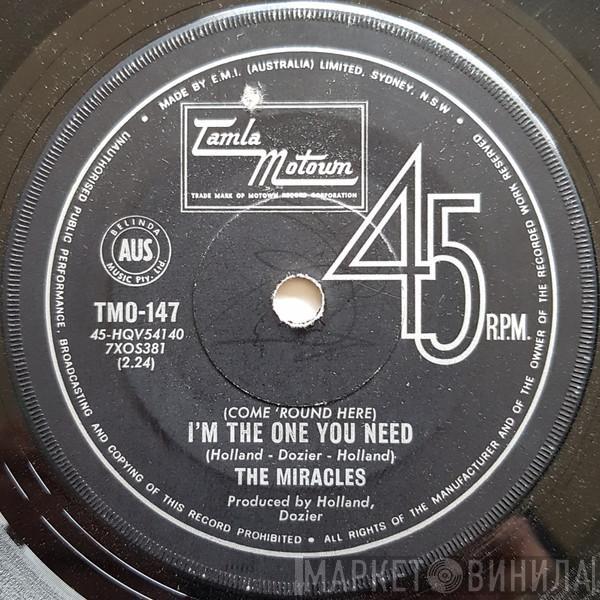 • MADE BY E.M.I. (AUSTRALIA) LIMITED, SYDNEY, N.S.W •
UNAUTHORISED PUBLIC PERFORMANCE, BROADCASTING AND COPYING OF THIS RECORD PROHIBITED • ALL RIGHTS OF THE MANUFACTURER AND OF THE OWNER OF THE RECORDED WORK RESERVED •
Tamla
Motown
TRADE MARK OF MOTOWN RECORD CORPORATION
45
R.P.M.
BELINDA
AUS
MUSIC Pty. Ltd.
TMO-147
45-HQV54140
7XOS381
(2.24)
(COME 'ROUND HERE)
I'M THE ONE YOU NEED
(Holland - Dozier - Holland)
THE MIRACLES
Produced by Holland,
Dozier
МАРКЕТ ВИНИЛА